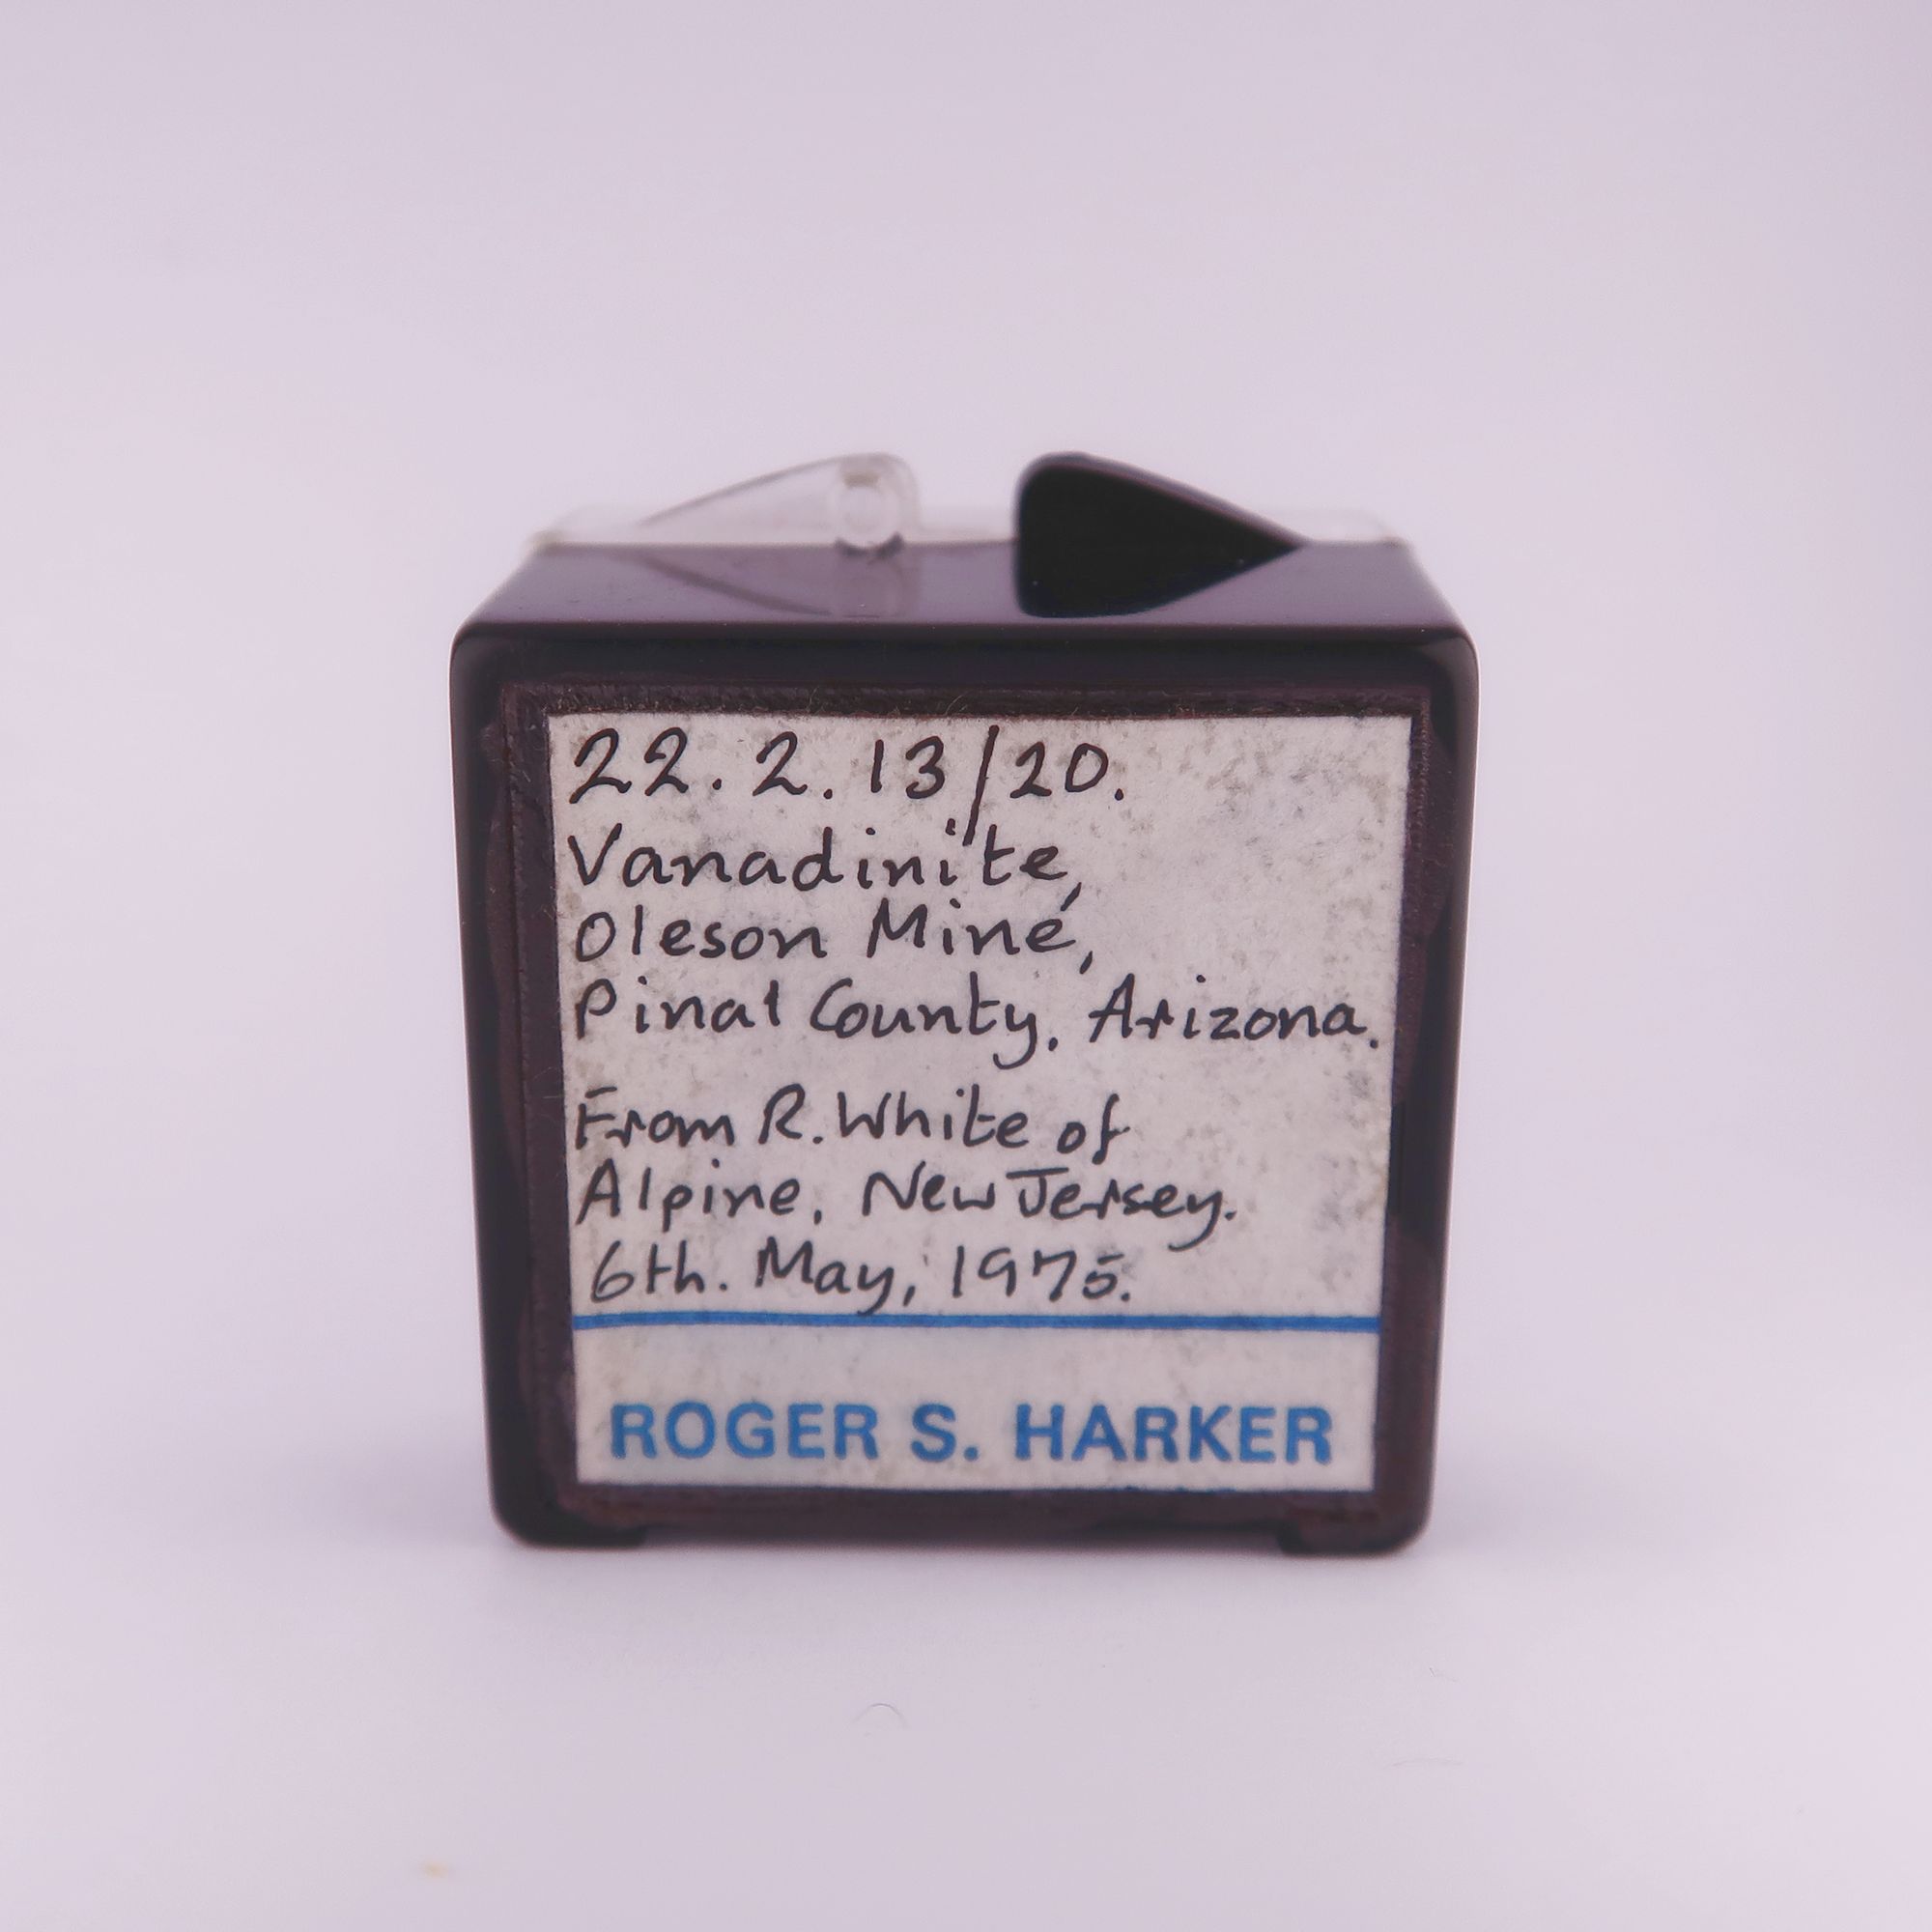 22.2.13/20.
Vanadinite,
Oleson Mine,
Pinal County, Arizona.
From R. White of
Alpine, New Jersey.
6th. May, 1975.
ROGER S. HARKER